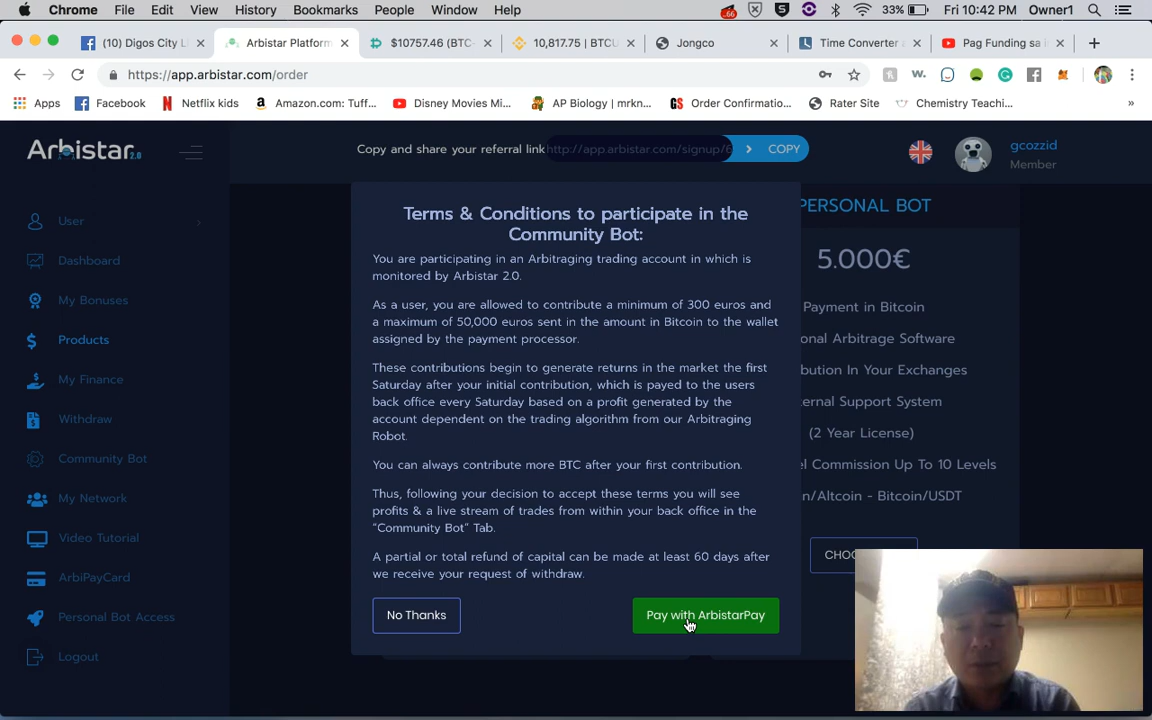 Chrome File Edit View History Bookmarks People Window Help .66 33% Fri 10:42 PM Owner1
(10) Digos City L Arbistar Platform $10757.46 (BTC- 10,817.75 | BTCU Jongco Time Converter a Pag Funding sa i
https://app.arbistar.com/order
Apps Facebook Netflix kids Amazon.com: Tuff... Disney Movies Mi... AP Biology | mrkn... Order Confirmatio... Rater Site Chemistry Teachi... »
Arbistar 2.0
Copy and share your referral link http://app.arbistar.com/signup/6 COPY
gcozzid
Member
User
Dashboard
My Bonuses
Products
My Finance
Withdraw
Community Bot
My Network
Video Tutorial
ArbiPayCard
Personal Bot Access
Logout
Terms & Conditions to participate in the
Community Bot:
You are participating in an Arbitraging trading account in which is
monitored by Arbistar 2.0.
As a user, you are allowed to contribute a minimum of 300 euros and
a maximum of 50,000 euros sent in the amount in Bitcoin to the wallet
assigned by the payment processor.
These contributions begin to generate returns in the market the first
Saturday after your initial contribution, which is payed to the users
back office every Saturday based on a profit generated by the
account dependent on the trading algorithm from our Arbitraging
Robot.
You can always contribute more BTC after your first contribution.
Thus, following your decision to accept these terms you will see
profits & a live stream of trades from within your back office in the
“Community Bot” Tab.
A partial or total refund of capital can be made at least 60 days after
we receive your request of withdraw.
No Thanks
Pay with ArbistarPay
PERSONAL BOT
5.000€
Payment in Bitcoin
onal Arbitrage Software
bution In Your Exchanges
ernal Support System
(2 Year License)
el Commission Up To 10 Levels
n/Altcoin - Bitcoin/USDT
CHOO